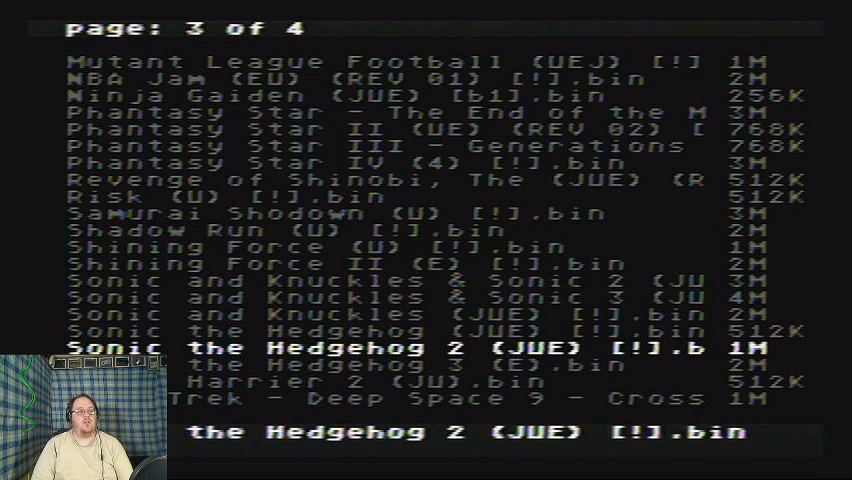 page: 3 of 4
Mutant League Football (UEJ) [!] 1M
NBA Jam (EU) (REV 01) [!].bin 2M
Ninja Gaiden (JUE) [b1].bin 256K
Phantasy Star - The End of the M 3M
Phantasy Star II (UE) (REV 02) [ 768K
Phantasy Star III - Generations 768K
Phantasy Star IV (4) [!].bin 3M
Revenge of Shinobi, The (JUE) (R 512K
Risk (U) [!].bin 512K
Samurai Shodown (U) [!].bin 3M
Shadow Run (U) [!].bin 2M
Shining Force (U) [!].bin 1M
Shining Force II (E) [!].bin 2M
Sonic and Knuckles & Sonic 2 (JU 3M
Sonic and Knuckles & Sonic 3 (JU 4M
Sonic and Knuckles (JUE) [!].bin 2M
Sonic the Hedgehog (JUE) [!].bin 512K
Sonic the Hedgehog 2 (JUE) [!].b 1M
the Hedgehog 3 (E).bin 2M
Harrier 2 (JU).bin 512K
Trek - Deep Space 9 - Cross 1M
the Hedgehog 2 (JUE) [!].bin